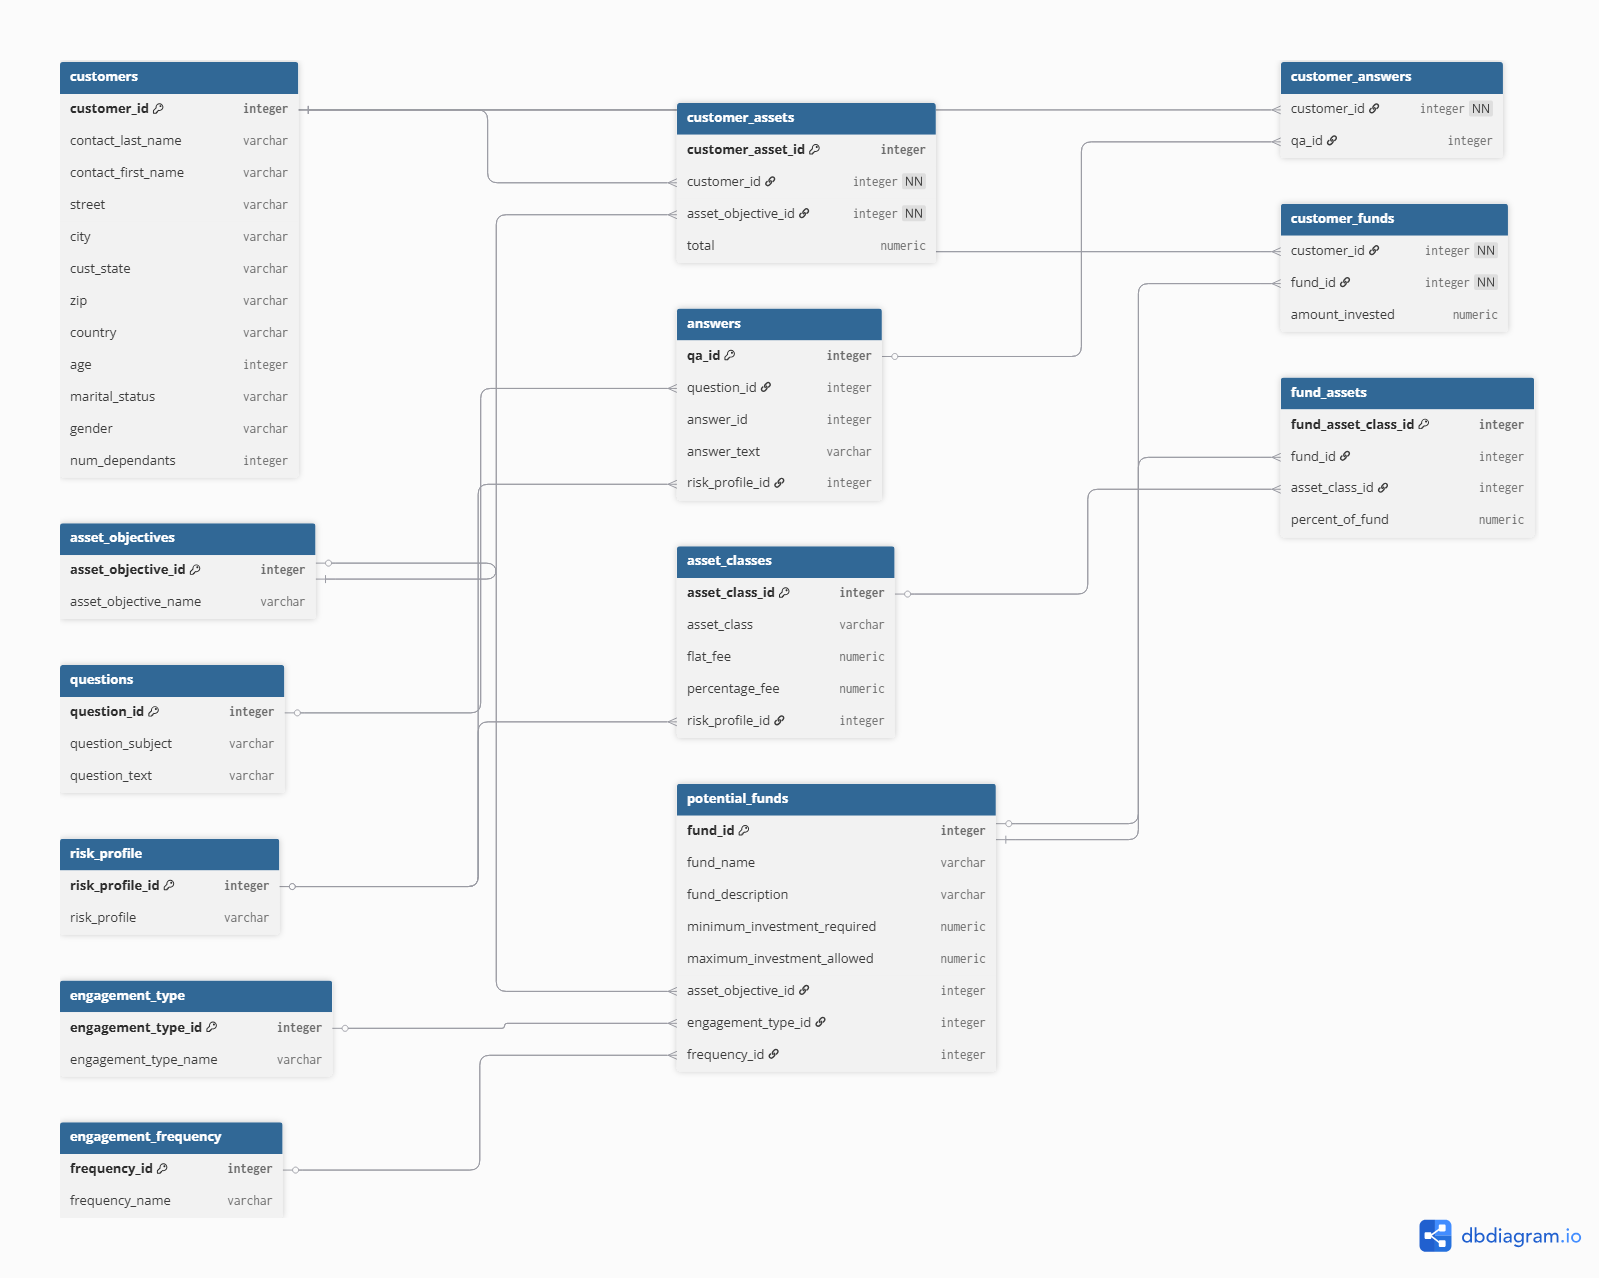 customers
customer_id integer
contact_last_name varchar
contact_first_name varchar
street varchar
city varchar
cust_state varchar
zip varchar
country varchar
age integer
marital_status varchar
gender varchar
num_dependants integer
asset_objectives
asset_objective_id integer
asset_objective_name varchar
questions
question_id integer
question_subject varchar
question_text varchar
risk_profile
risk_profile_id integer
risk_profile varchar
engagement_type
engagement_type_id integer
engagement_type_name varchar
engagement_frequency
frequency_id integer
frequency_name varchar
customer_assets
customer_asset_id integer
customer_id integer NN
asset_objective_id integer NN
total numeric
answers
qa_id integer
question_id integer
answer_id integer
answer_text varchar
risk_profile_id integer
asset_classes
asset_class_id integer
asset_class varchar
flat_fee numeric
percentage_fee numeric
risk_profile_id integer
potential_funds
fund_id integer
fund_name varchar
fund_description varchar
minimum_investment_required numeric
maximum_investment_allowed numeric
asset_objective_id integer
engagement_type_id integer
frequency_id integer
customer_answers
customer_id integer NN
qa_id integer
customer_funds
customer_id integer NN
fund_id integer NN
amount_invested numeric
fund_assets
fund_asset_class_id integer
fund_id integer
asset_class_id integer
percent_of_fund numeric
dbdiagram.io